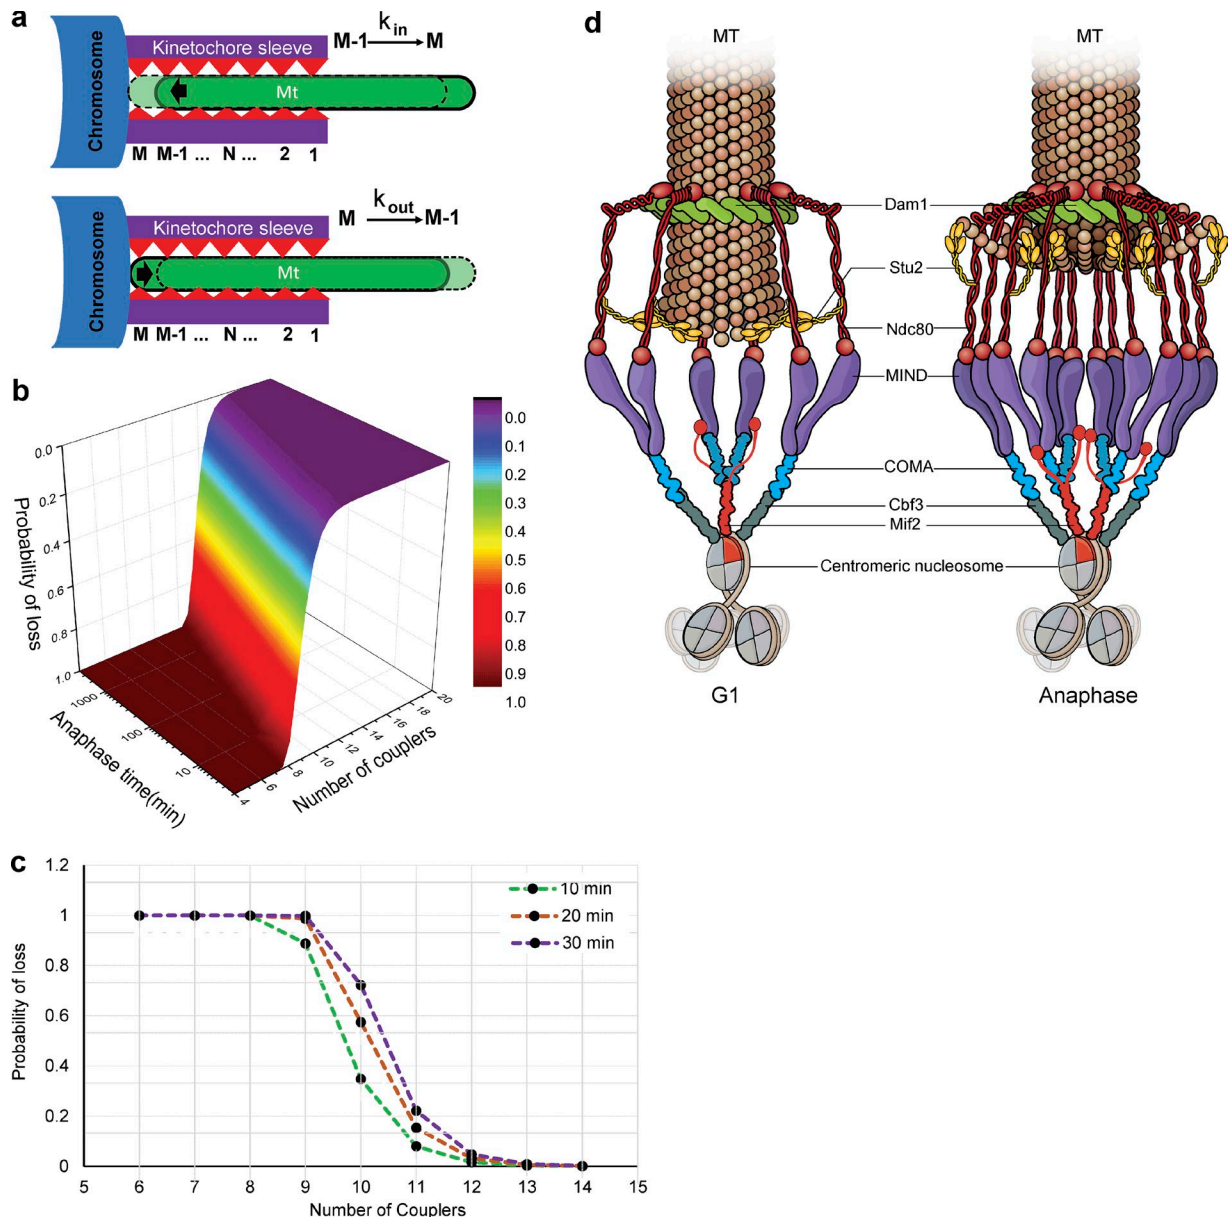 a
Chromosome
Kinetochore sleeve
Mt
M M-1 ... N ... 2 1
k in
M-1 M
Chromosome
Kinetochore sleeve
Mt
M M-1 ... N ... 2 1
k out
M M-1
b
Probability of loss
0.0
0.2
0.4
0.6
0.8
1.0
1000
100
10
Anaphase time(min)
4
6
8
10
12
14
16
18
20
Number of couplers
0.0
0.1
0.2
0.3
0.4
0.5
0.6
0.7
0.8
0.9
1.0
c
Probability of loss
1.2
1
0.8
0.6
0.4
0.2
0
5 6 7 8 9 10 11 12 13 14 15
Number of Couplers
10 min
20 min
30 min
d
MT MT
Dam1
Stu2
Ndc80
MIND
COMA
Cbf3
Mif2
Centromeric nucleosome
G1 Anaphase